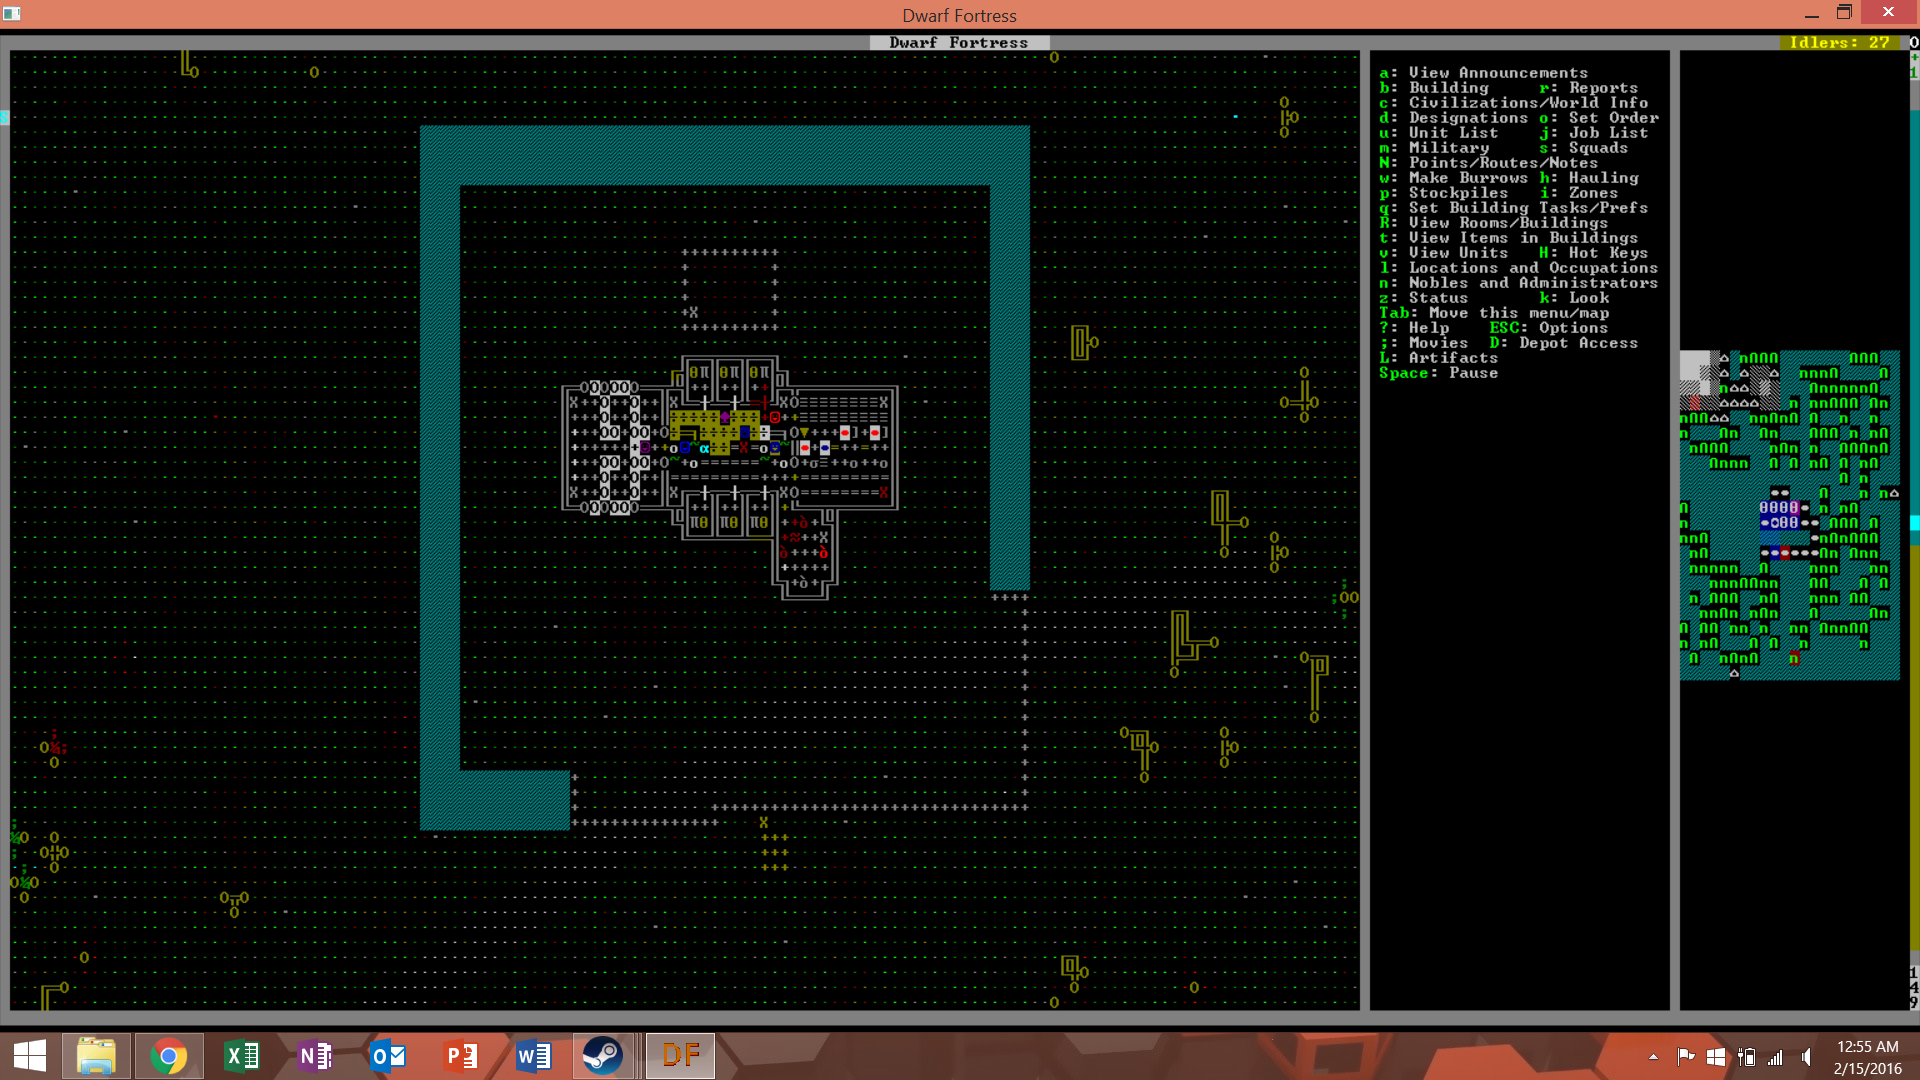 Dwarf Fortress
Dwarf Fortress
Idlers: 27
a: View Announcements
b: Building r: Reports
c: Civilizations/World Info
d: Designations o: Set Order
u: Unit List j: Job List
m: Military s: Squads
N: Points/Routes/Notes
w: Make Burrows h: Hauling
p: Stockpiles i: Zones
q: Set Building Tasks/Prefs
R: View Rooms/Buildings
t: View Items in Buildings
v: View Units H: Hot Keys
l: Locations and Occupations
n: Nobles and Administrators
z: Status k: Look
Tab: Move this menu/map
?: Help ESC: Options
;: Movies D: Depot Access
L: Artifacts
Space: Pause
DF
12:55 AM
2/15/2016